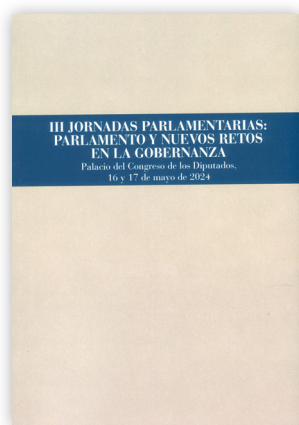 III JORNADAS PARLAMENTARIAS:
PARLAMENTO Y NUEVOS RETOS
EN LA GOBERNANZA
Palacio del Congreso de los Diputados,
16 y 17 de mayo de 2024